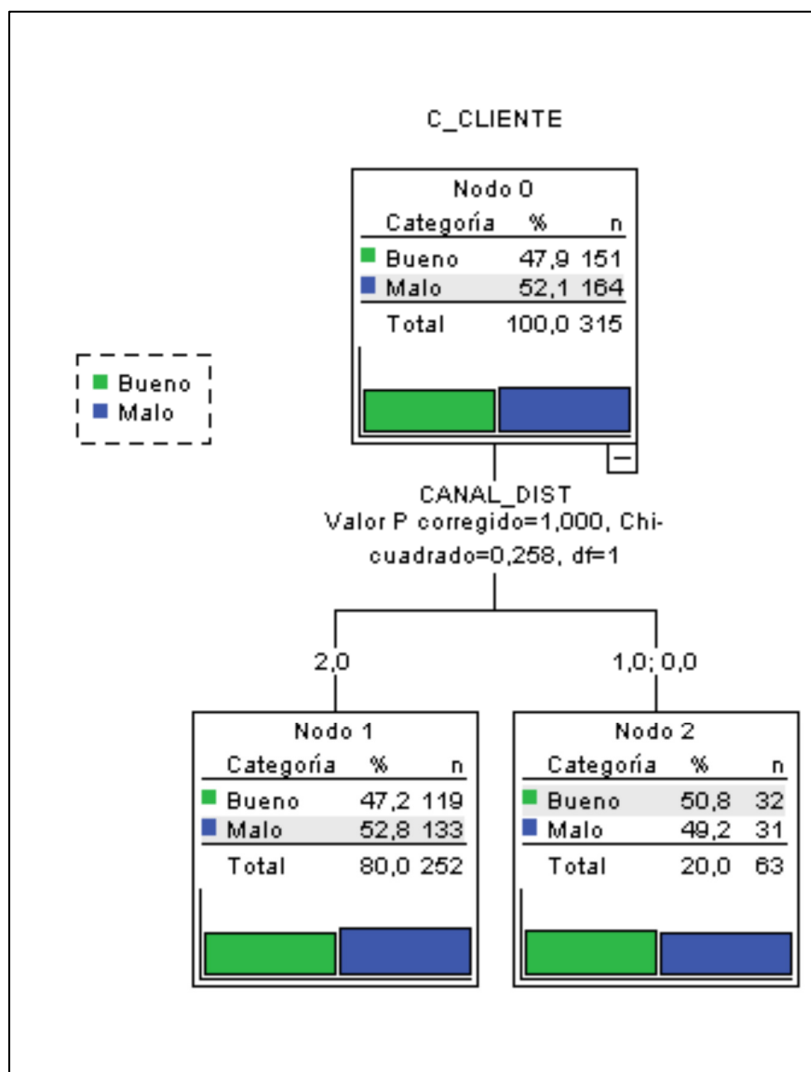 C_CLIENTE
Nodo 0
Categoría % n
Bueno 47,9 151
Malo 52,1 164
Total 100,0 315
Bueno
Malo
CANAL_DIST
Valor P corregido=1,000, Chi-
cuadrado=0,258, df=1
2,0
1,0; 0,0
Nodo 1
Categoría % n
Bueno 47,2 119
Malo 52,8 133
Total 80,0 252
Nodo 2
Categoría % n
Bueno 50,8 32
Malo 49,2 31
Total 20,0 63